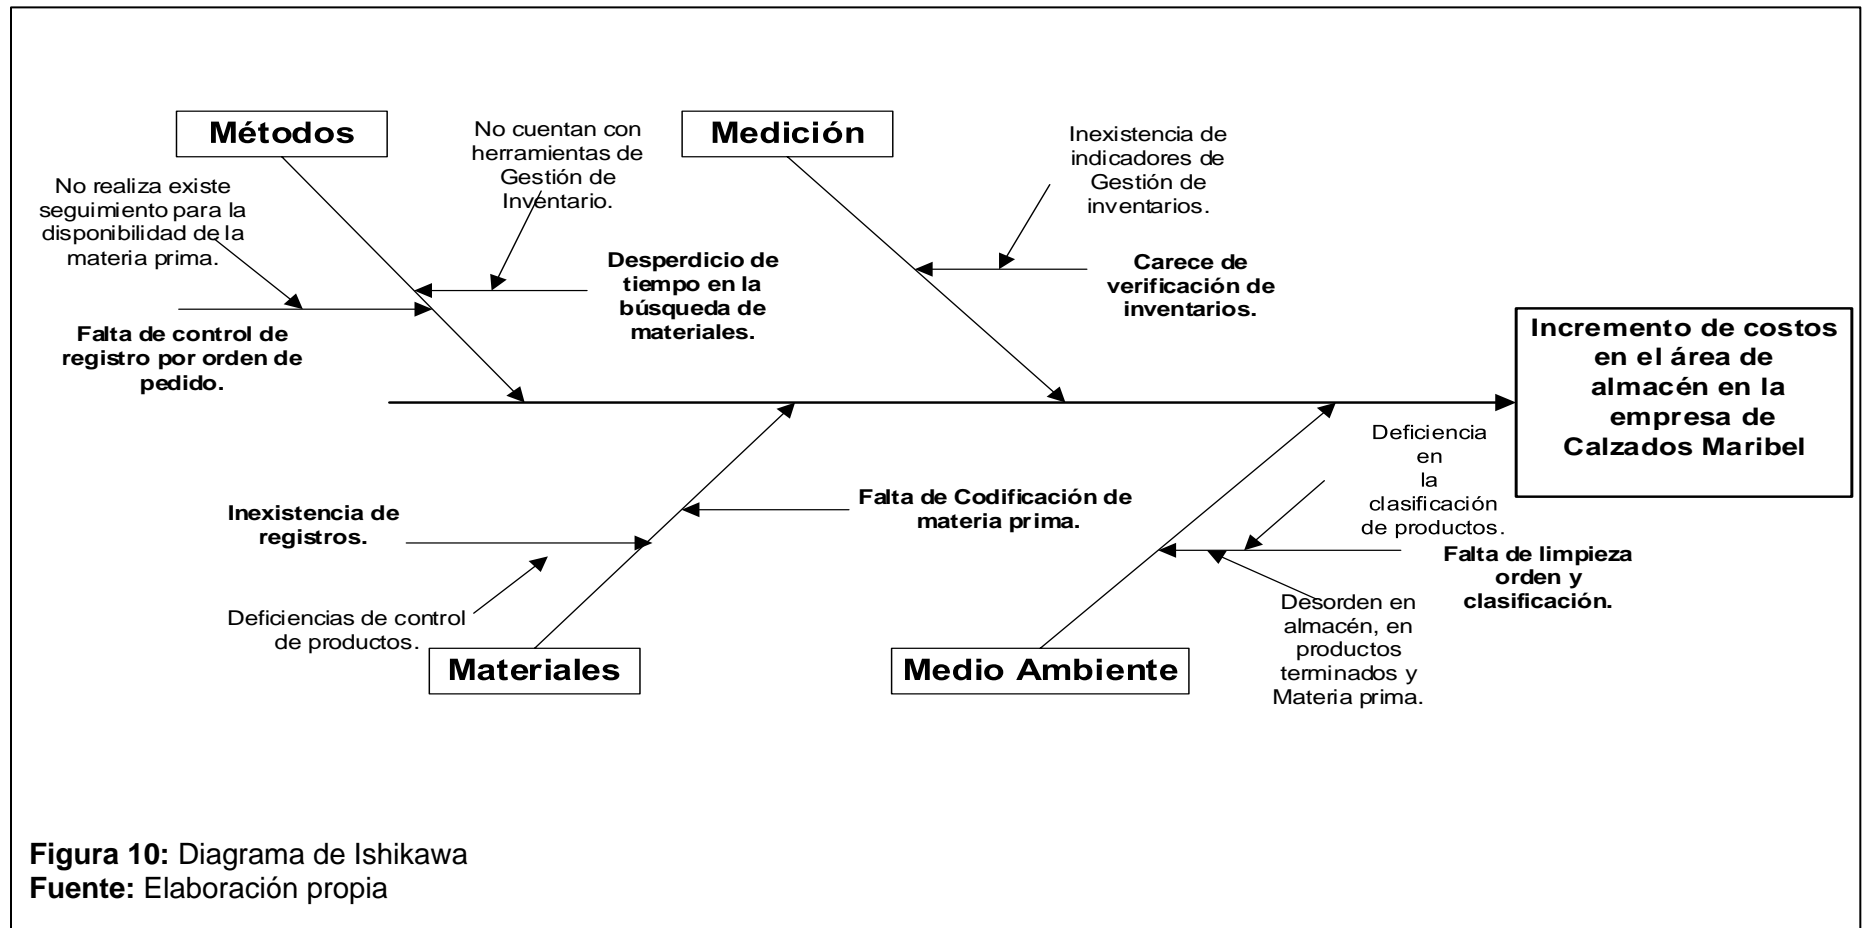 Métodos
No cuentan con
herramientas de
Gestión de
Inventario.
Medición
Inexistencia de
indicadores de
Gestión de
inventarios.
No realiza existe
seguimiento para la
disponibilidad de la
materia prima.
Desperdicio de
tiempo en la
búsqueda de
materiales.
Carece de
verificación de
inventarios.
Falta de control de
registro por orden de
pedido.
Incremento de costos
en el área de
almacén en la
empresa de
Calzados Maribel
Deficiencia
en
la
clasificación
de productos.
Inexistencia de
registros.
Falta de Codificación de
materia prima.
Falta de limpieza
orden y
clasificación.
Deficiencias de control
de productos.
Desorden en
almacén, en
productos
terminados y
Materia prima.
Materiales
Medio Ambiente
Figura 10: Diagrama de Ishikawa
Fuente: Elaboración propia